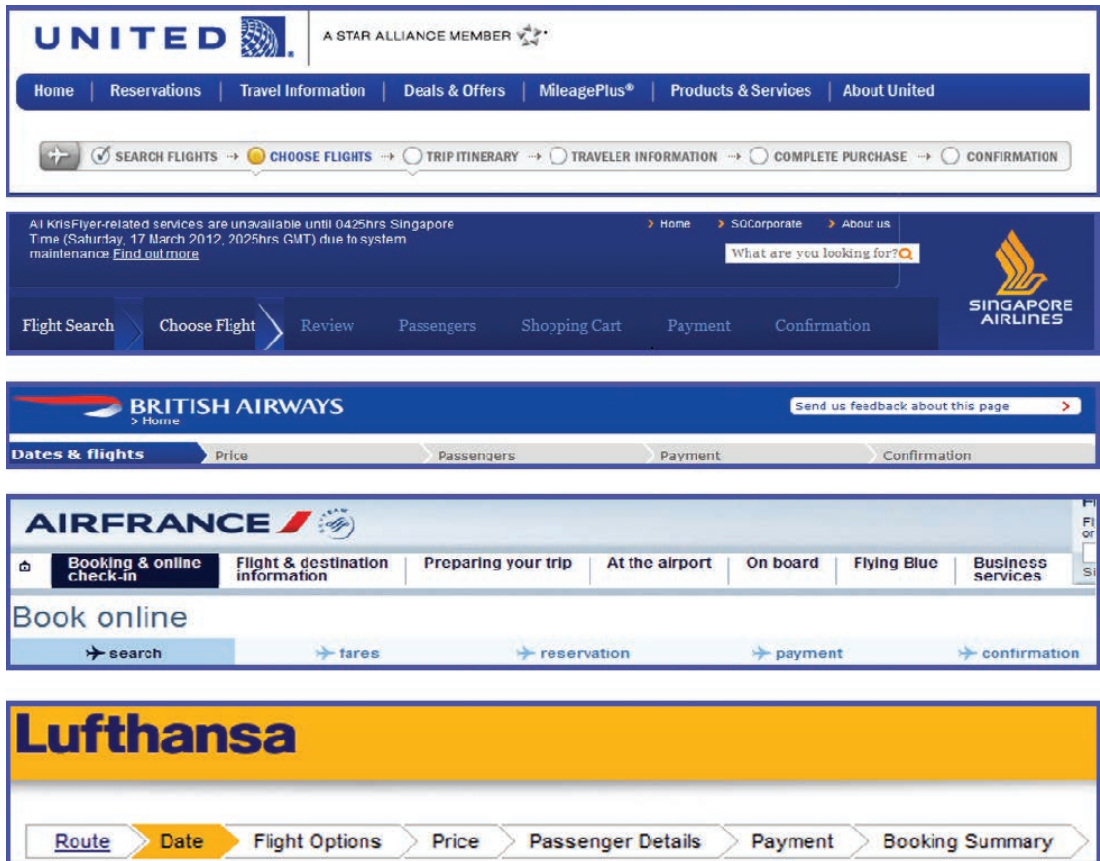 UNITED A STAR ALLIANCE MEMBER
Home Reservations Travel Information Deals & Offers MileagePlus® Products & Services About United
SEARCH FLIGHTS CHOOSE FLIGHTS TRIP ITINERARY TRAVELER INFORMATION COMPLETE PURCHASE CONFIRMATION
All KrisFlyer-related services are unavailable until 0425hrs Singapore
Time (Saturday, 17 March 2012, 2025hrs GMT) due to system
maintenance Find out more
> Home > SQCorporate > About us
What are you looking for?
SINGAPORE
AIRLINES
Flight Search Choose Flight Review Passengers Shopping Cart Payment Confirmation
BRITISH AIRWAYS
> Home
Send us feedback about this page >
Dates & flights Price Passengers Payment Confirmation
AIRFRANCE
Booking & online
check-in
Flight & destination
information
Preparing your trip
At the airport
On board
Flying Blue
Business
services
Book online
search fares reservation payment confirmation
Lufthansa
Route Date Flight Options Price Passenger Details Payment Booking Summary